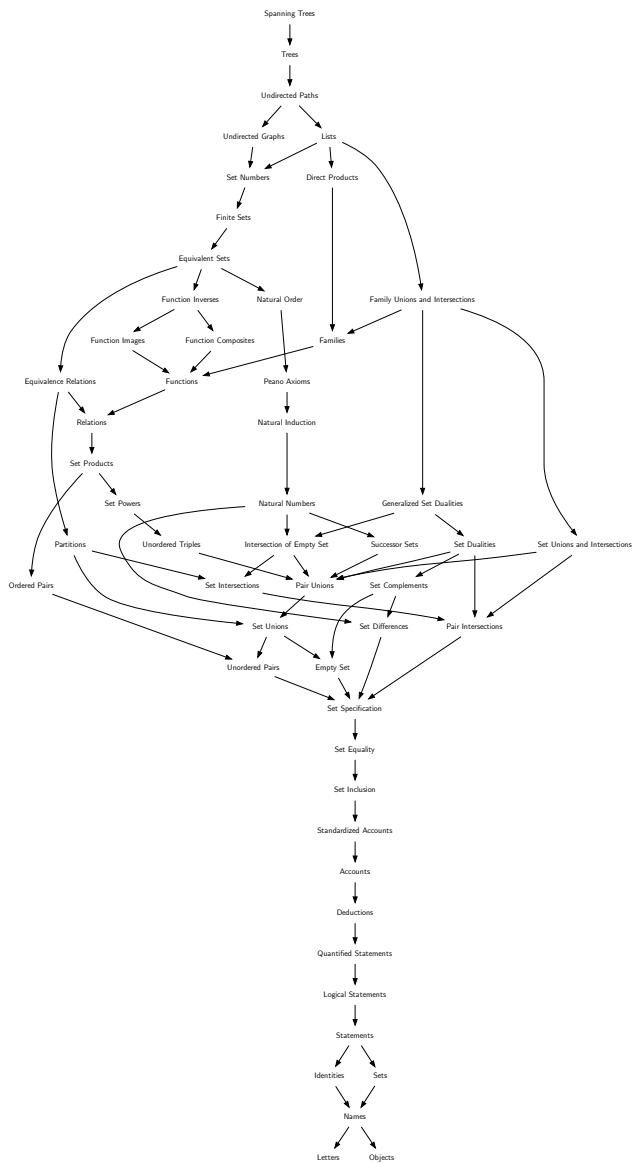 Spanning Trees
Trees
Undirected Paths
Undirected Graphs
Lists
Set Numbers
Direct Products
Finite Sets
Equivalent Sets
Function Inverses
Natural Order
Family Unions and Intersections
Function Images
Function Composites
Families
Equivalence Relations
Functions
Peano Axioms
Relations
Natural Induction
Set Products
Set Powers
Natural Numbers
Generalized Set Dualities
Partitions
Unordered Triples
Intersection of Empty Set
Successor Sets
Set Dualities
Set Unions and Intersections
Ordered Pairs
Set Intersections
Pair Unions
Set Complements
Set Unions
Set Differences
Pair Intersections
Unordered Pairs
Empty Set
Set Specification
Set Equality
Set Inclusion
Standardized Accounts
Accounts
Deductions
Quantified Statements
Logical Statements
Statements
Identities
Sets
Names
Letters
Objects